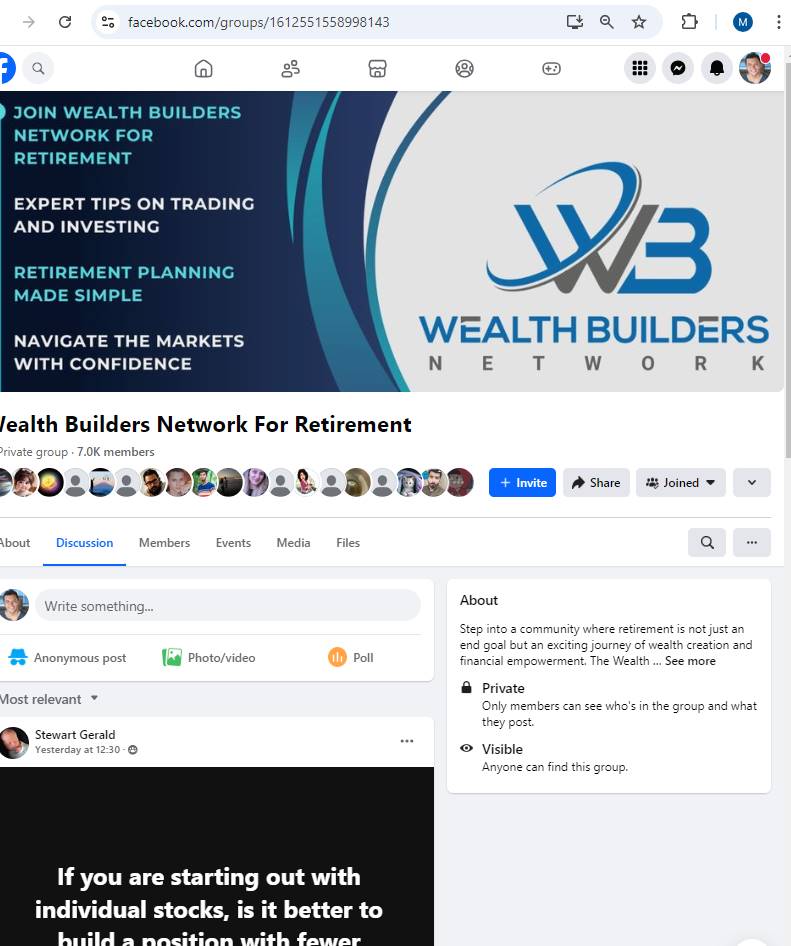 facebook.com/groups/1612551558998143
M
JOIN WEALTH BUILDERS
NETWORK FOR
RETIREMENT
EXPERT TIPS ON TRADING
AND INVESTING
RETIREMENT PLANNING
MADE SIMPLE
NAVIGATE THE MARKETS
WITH CONFIDENCE
WB
WEALTH BUILDERS
NETWORK
Wealth Builders Network For Retirement
Private group · 7.0K members
+ Invite
Share
Joined
About
Discussion
Members
Events
Media
Files
Write something...
Anonymous post
Photo/video
Poll
Most relevant
Stewart Gerald
Yesterday at 12:30 ·
If you are starting out with
individual stocks, is it better to
build a position with fewer
About
Step into a community where retirement is not just an
end goal but an exciting journey of wealth creation and
financial empowerment. The Wealth ... See more
Private
Only members can see who's in the group and what
they post.
Visible
Anyone can find this group.